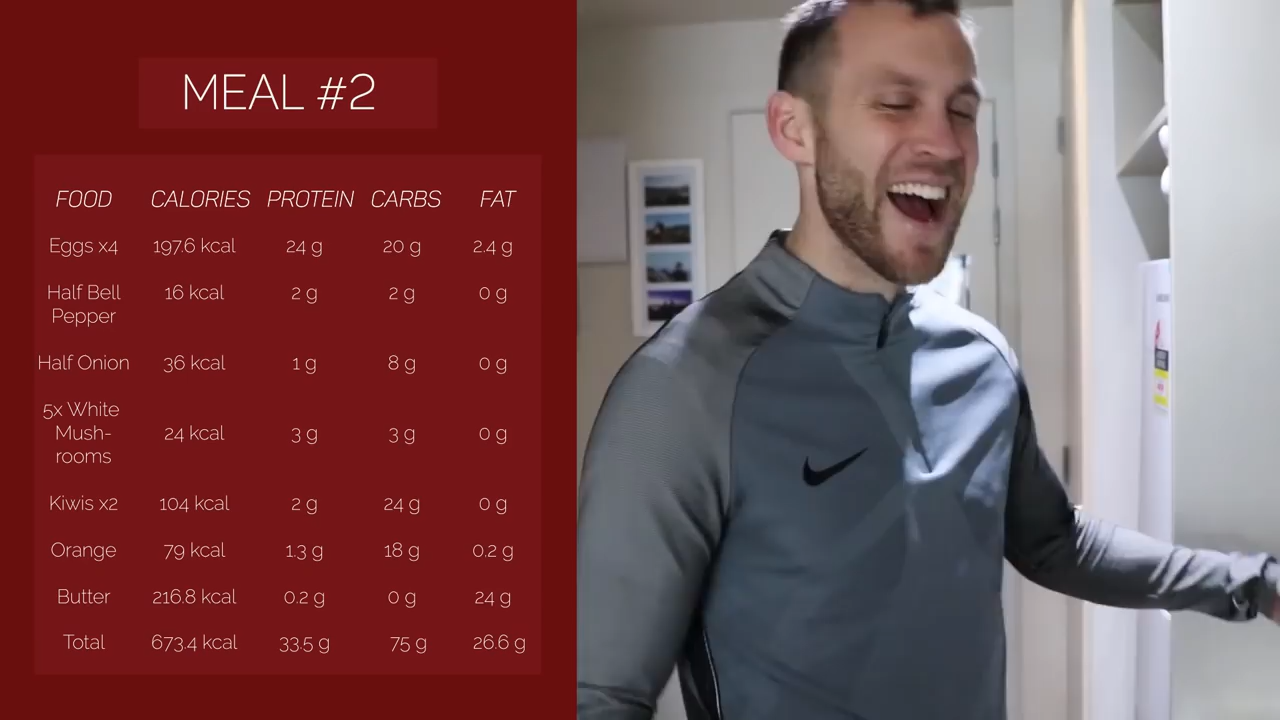 MEAL #2
FOOD CALORIES PROTEIN CARBS FAT
Eggs x4 197.6 kcal 24 g 20 g 2.4 g
Half Bell
Pepper 16 kcal 2 g 2 g 0 g
Half Onion 36 kcal 1 g 8 g 0 g
5x White
Mush-
rooms 24 kcal 3 g 3 g 0 g
Kiwis x2 104 kcal 2 g 24 g 0 g
Orange 79 kcal 1.3 g 18 g 0.2 g
Butter 216.8 kcal 0.2 g 0 g 24 g
Total 673.4 kcal 33.5 g 75 g 26.6 g